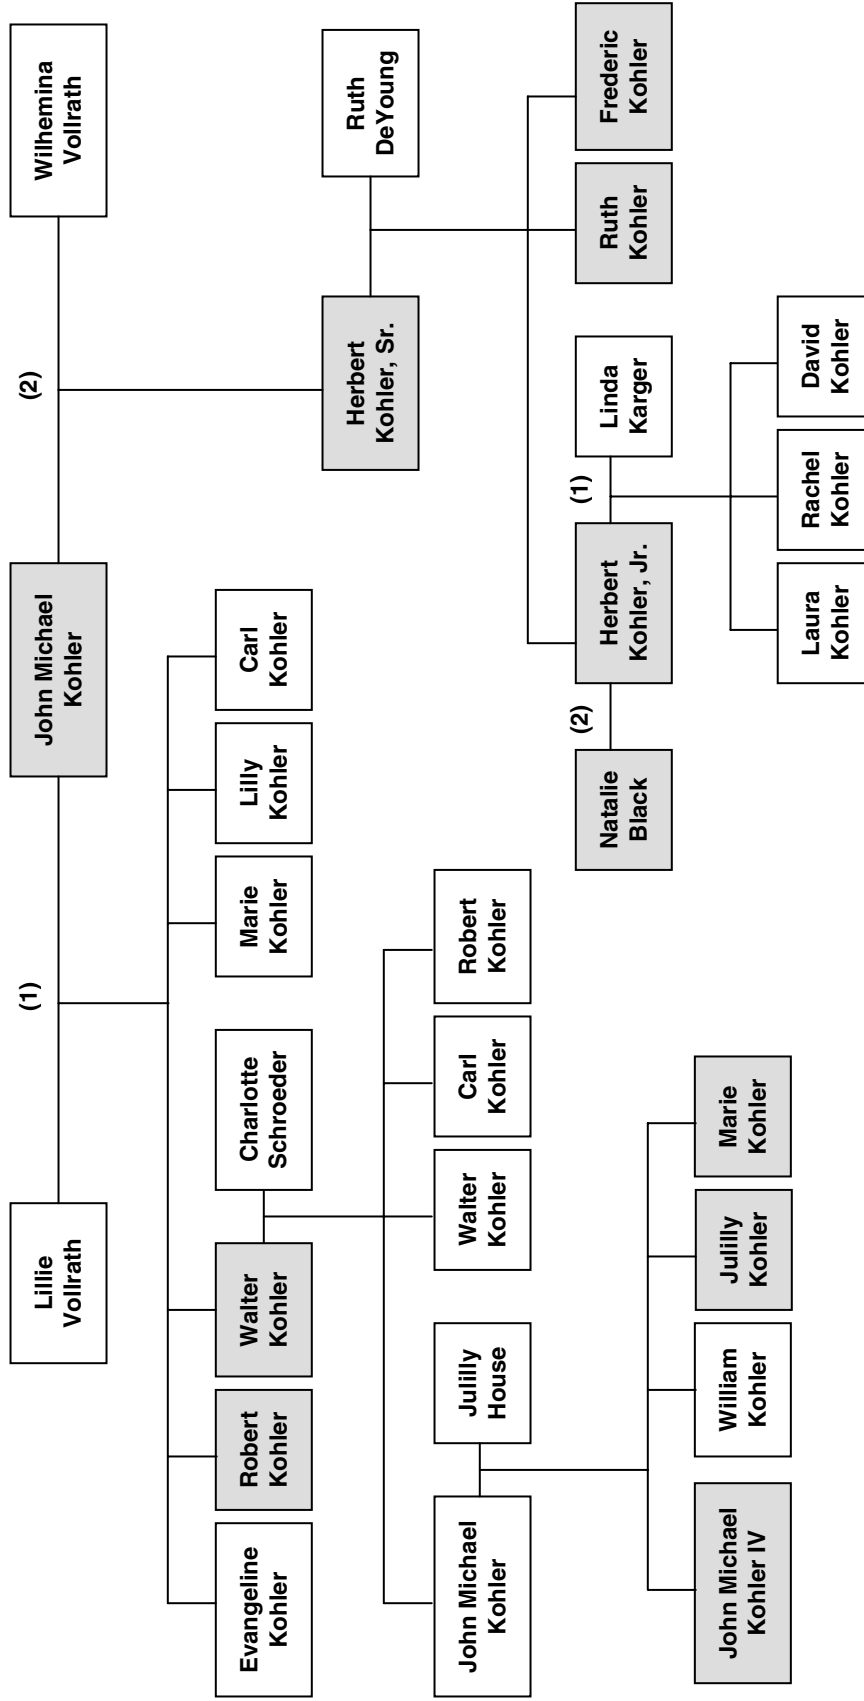 Lillie
Vollrath
(1)
John Michael
Kohler
(2)
Wilhemina
Vollrath
Evangeline
Kohler
Robert
Kohler
Walter
Kohler
Charlotte
Schroeder
Marie
Kohler
Lilly
Kohler
Carl
Kohler
Herbert
Kohler, Sr.
Ruth
DeYoung
John Michael
Kohler
Julilly
House
Walter
Kohler
Carl
Kohler
Robert
Kohler
Natalie
Black
(2)
Herbert
Kohler, Jr.
(1)
Linda
Karger
Ruth
Kohler
Frederic
Kohler
John Michael
Kohler IV
William
Kohler
Julilly
Kohler
Marie
Kohler
Laura
Kohler
Rachel
Kohler
David
Kohler